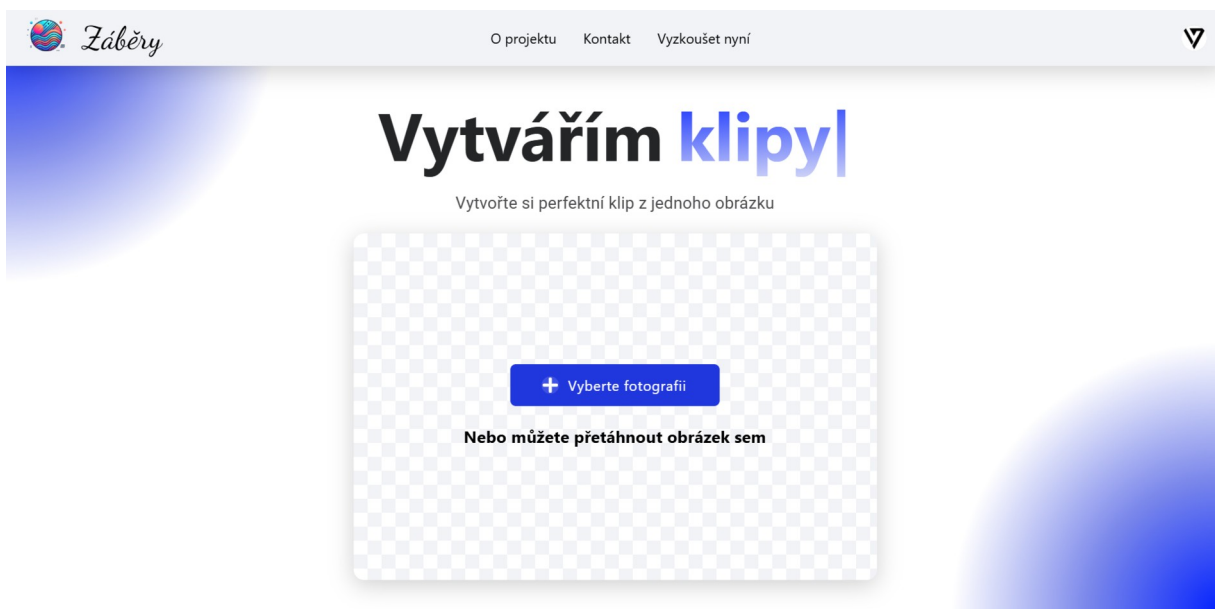 Záběry
O projektu Kontakt Vyzkoušet nyní
Vytvářím klipy
Vytvořte si perfektní klip z jednoho obrázku
Vyberte fotografii
Nebo můžete přetáhnout obrázek sem